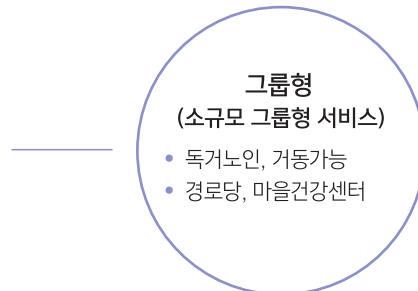 그룹형
(소규모 그룹형 서비스)
• 독거노인, 거동가능
• 경로당, 마을건강센터